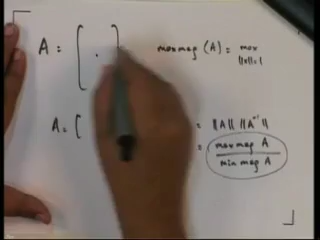 A = [ . ] maxmag (A) = max
||x||=1
A = [ = ||A|| ||A⁻¹||
= maxmag A
minmag A